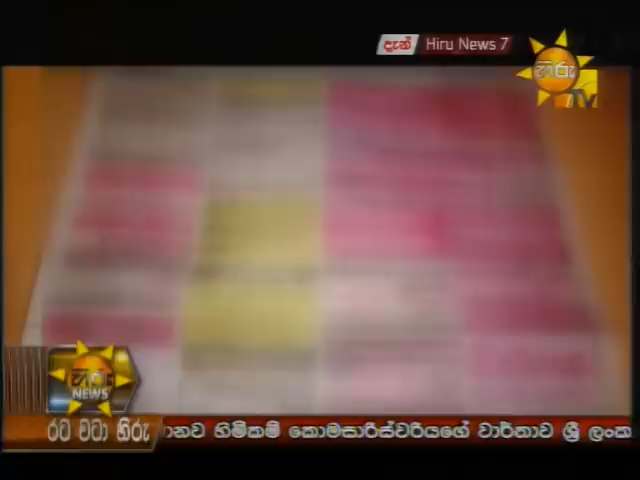 දැන් Hiru News 7
හිරු
TV
හිරු
NEWS
රට වටා හිරු
ානව හිමිකම් කොමසාරිස්වරියගේ වාර්තාව ශ්‍රී ලංක